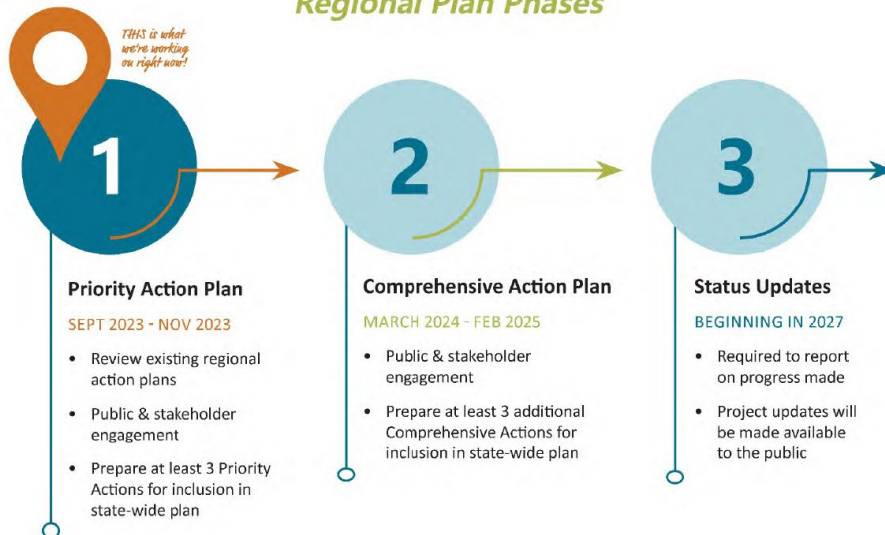 Regional Plan Phases
THIS is what
we're working
on right now!
1
2
3
Priority Action Plan
SEPT 2023 - NOV 2023
• Review existing regional
action plans
• Public & stakeholder
engagement
• Prepare at least 3 Priority
Actions for inclusion in
state-wide plan
Comprehensive Action Plan
MARCH 2024 - FEB 2025
• Public & stakeholder
engagement
• Prepare at least 3 additional
Comprehensive Actions for
inclusion in state-wide plan
Status Updates
BEGINNING IN 2027
• Required to report
on progress made
• Project updates will
be made available
to the public